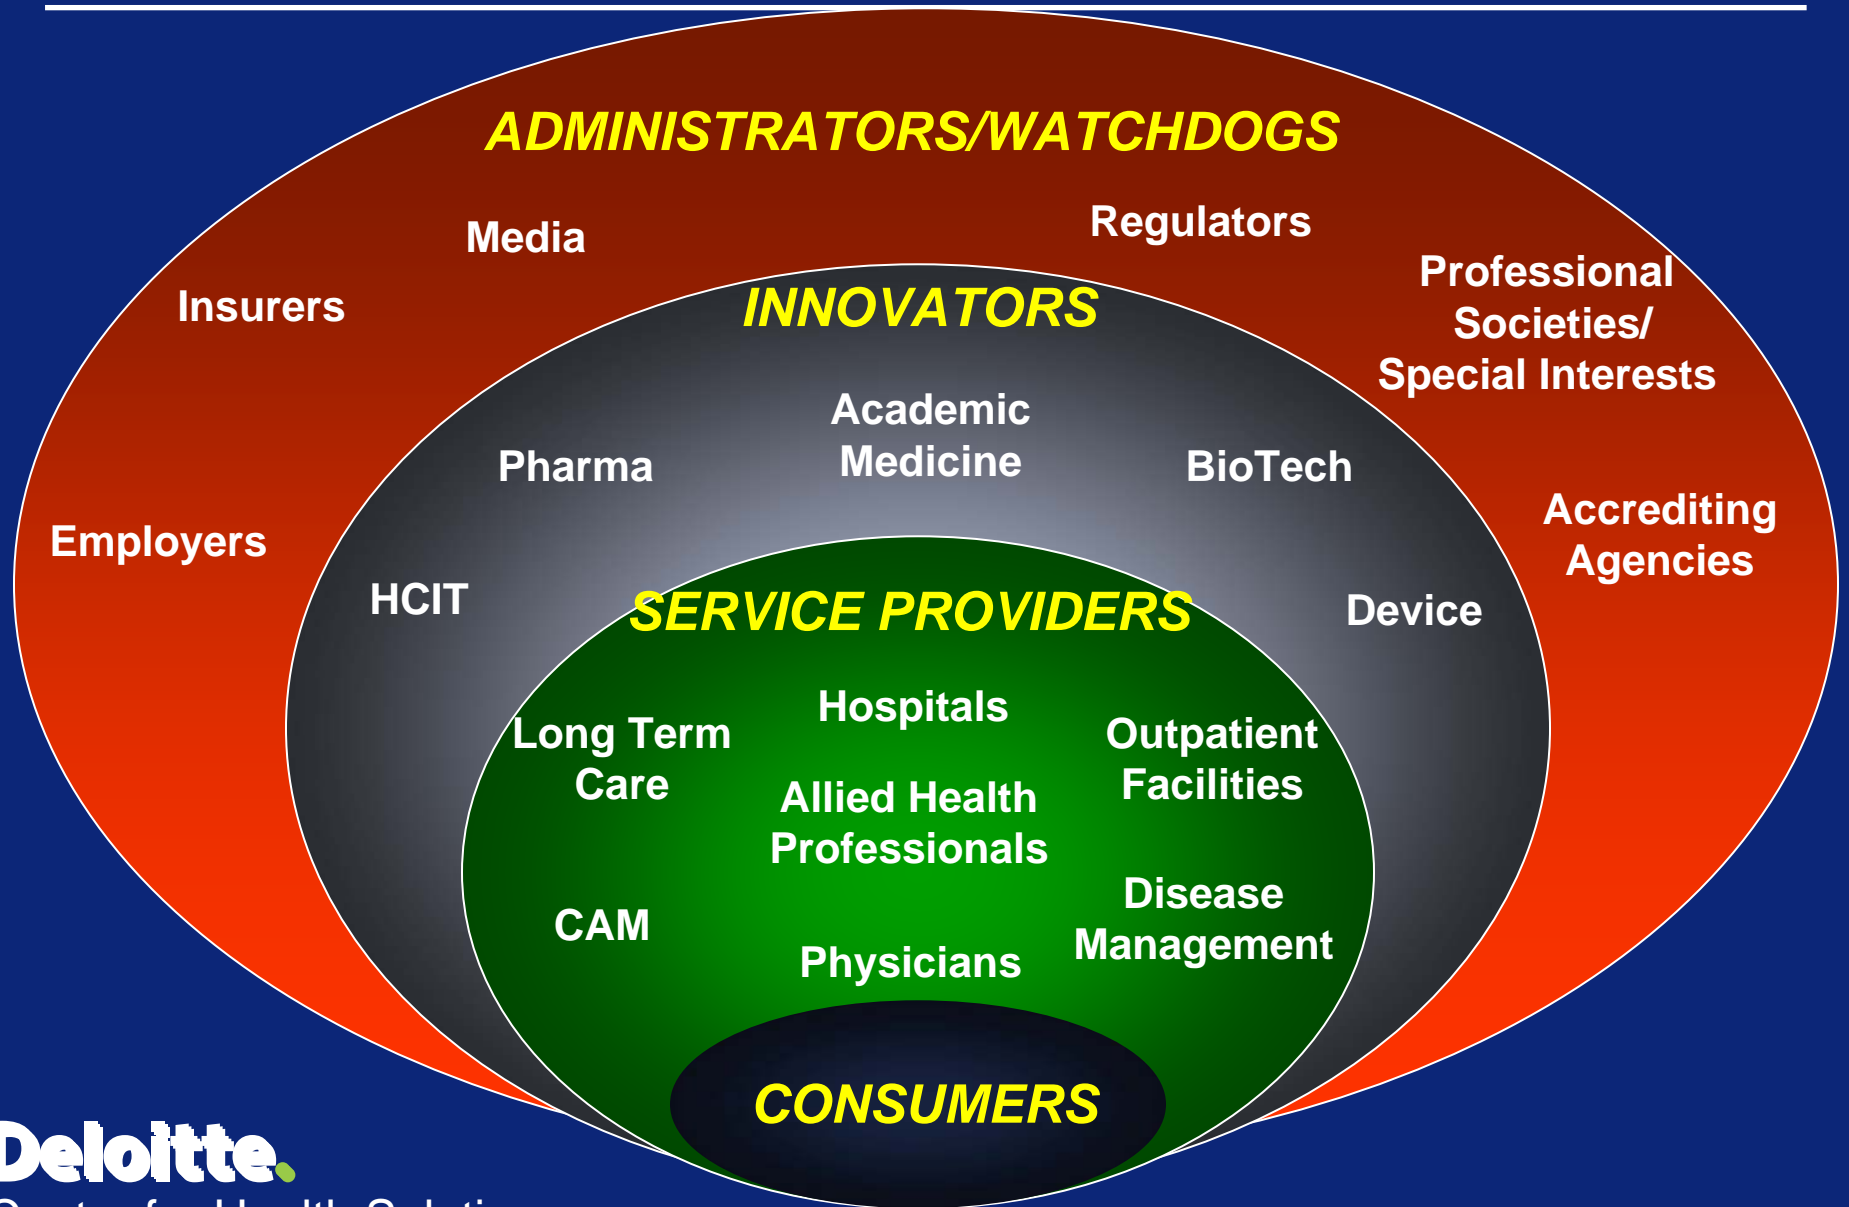 ADMINISTRATORS/WATCHDOGS
Media
Regulators
Insurers
Professional
Societies/
Special Interests
INNOVATORS
Academic
Medicine
Pharma
BioTech
Employers
Accrediting
Agencies
HCIT
Device
SERVICE PROVIDERS
Hospitals
Long Term
Care
Outpatient
Facilities
Allied Health
Professionals
CAM
Disease
Management
Physicians
CONSUMERS
Deloitte.